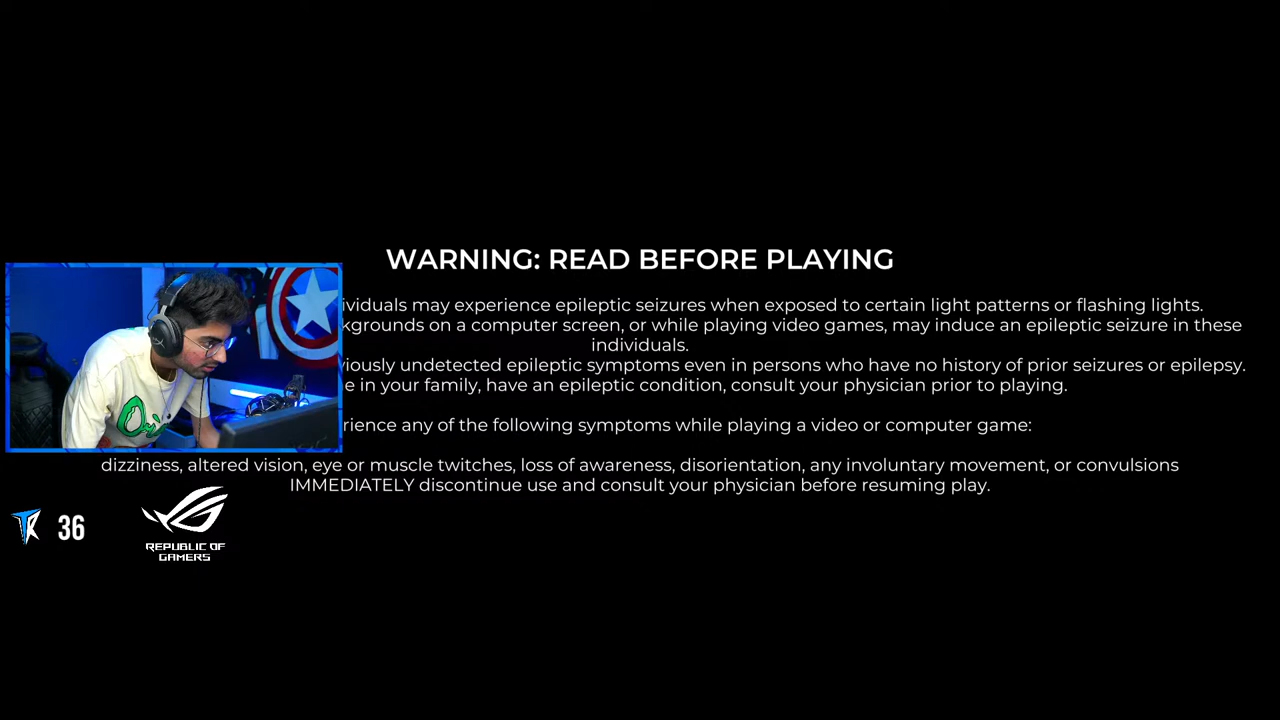 WARNING: READ BEFORE PLAYING
may experience epileptic seizures when exposed to certain light patterns or flashing lights.
on a computer screen, or while playing video games, may induce an epileptic seizure in these
individuals.
undetected epileptic symptoms even in persons who have no history of prior seizures or epilepsy.
in your family, have an epileptic condition, consult your physician prior to playing.
any of the following symptoms while playing a video or computer game:
dizziness, altered vision, eye or muscle twitches, loss of awareness, disorientation, any involuntary movement, or convulsions
IMMEDIATELY discontinue use and consult your physician before resuming play.
TR 36
REPUBLIC OF
GAMERS